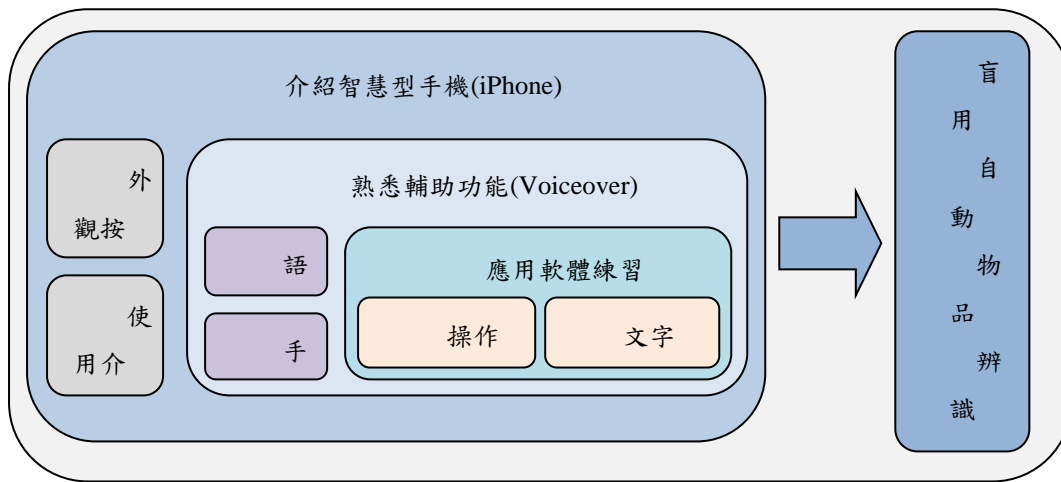 介紹智慧型手機(iPhone)
外
觀按
使
用介
熟悉輔助功能(Voiceover)
語
手
應用軟體練習
操作
文字
盲
用
自
動
物
品
辨
識